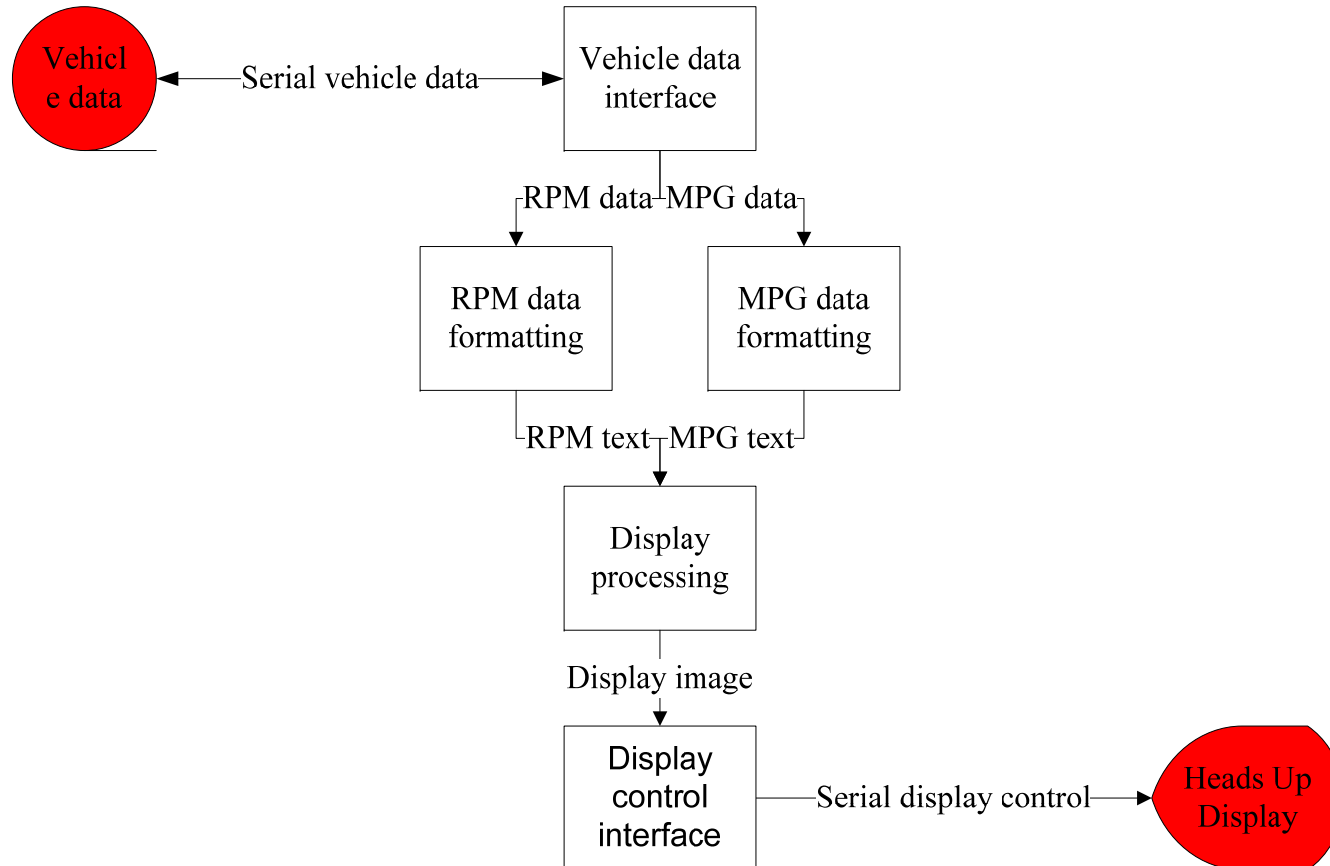 Vehicl
e data
Serial vehicle data
Vehicle data
interface
RPM data
MPG data
RPM data
formatting
MPG data
formatting
RPM text
MPG text
Display
processing
Display image
Display
control
interface
Serial display control
Heads Up
Display